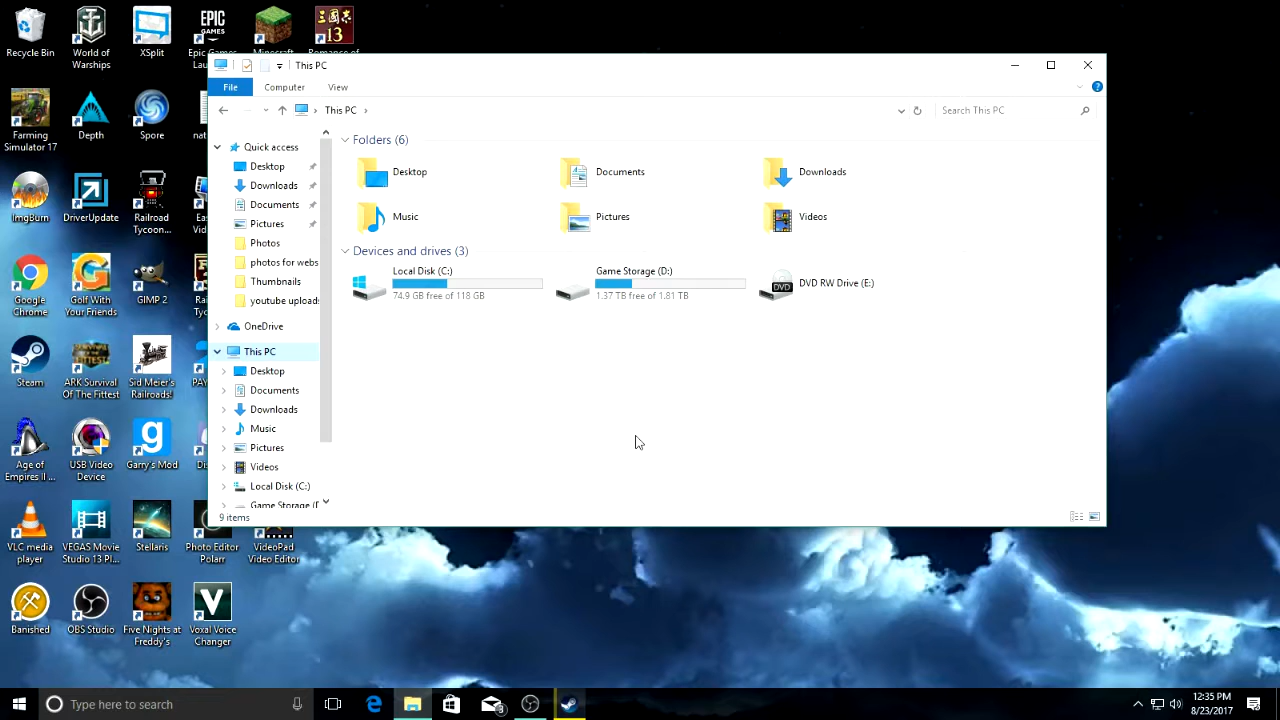 Recycle Bin
World of
Warships
XSplit
EPIC
GAMES
Epic Games
Minecraft
三國志
13
Romance of
This PC
File
Computer
View
This PC
Search This PC
Farming
Simulator 17
Depth
Spore
Quick access
Desktop
Downloads
Documents
Pictures
Photos
photos for webs
Thumbnails
youtube uploads
OneDrive
This PC
Desktop
Documents
Downloads
Music
Pictures
Videos
Local Disk (C:)
Game Storage (
9 items
Folders (6)
Desktop
Documents
Downloads
Music
Pictures
Videos
Devices and drives (3)
Local Disk (C:)
74.9 GB free of 118 GB
Game Storage (D:)
1.37 TB free of 1.81 TB
DVD
DVD RW Drive (E:)
ImgBurn
DriverUpdate
Railroad
Tycoon...
Google
Chrome
Golf With
Your Friends
GIMP 2
Steam
ARK Survival
Of The Fittest
Sid Meier's
Railroads!
Age of
Empires II ...
USB Video
Device
g
Garry's Mod
VLC media
player
VEGAS Movie
Studio 13 Pl...
Stellaris
Photo Editor
Polarr
VideoPad
Video Editor
Banished
OBS Studio
Five Nights at
Freddy's
V
Voxal Voice
Changer
Type here to search
12:35 PM
8/23/2017